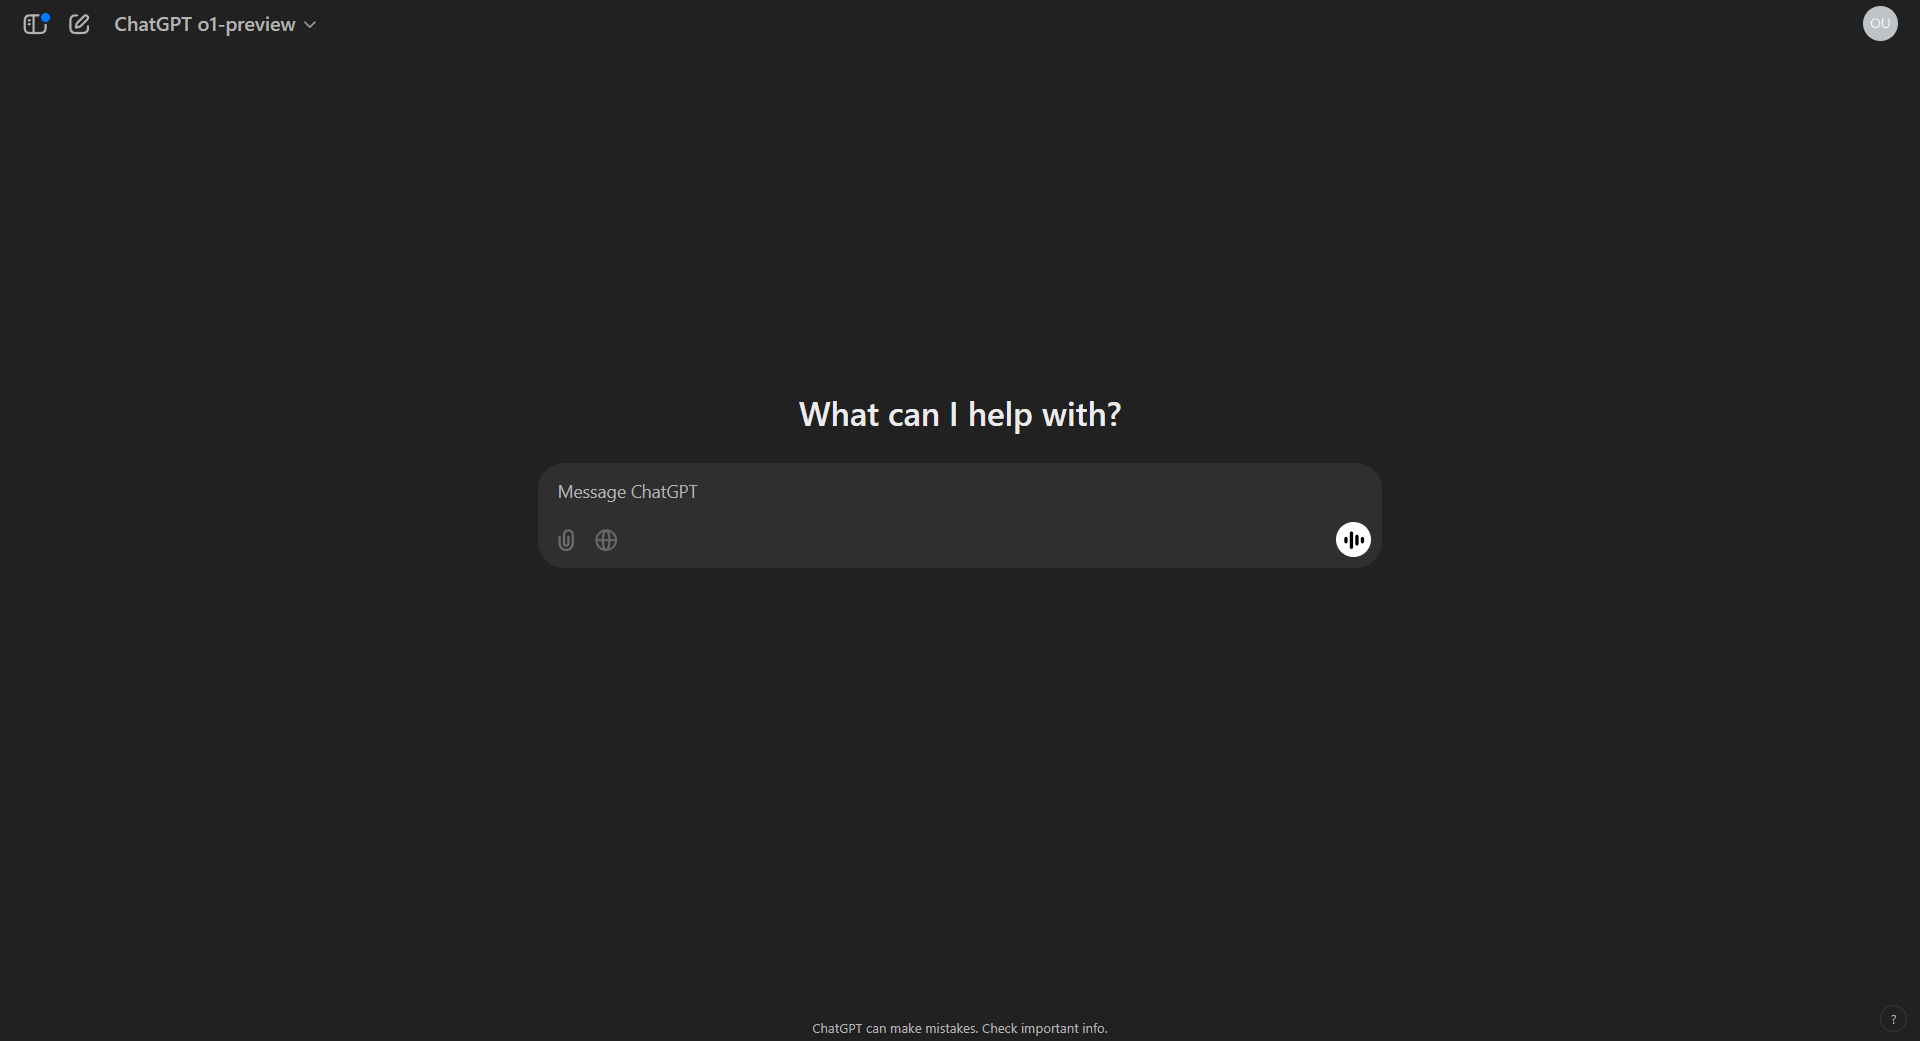 ChatGPT o1-preview
OU
What can I help with?
Message ChatGPT
ChatGPT can make mistakes. Check important info.
?